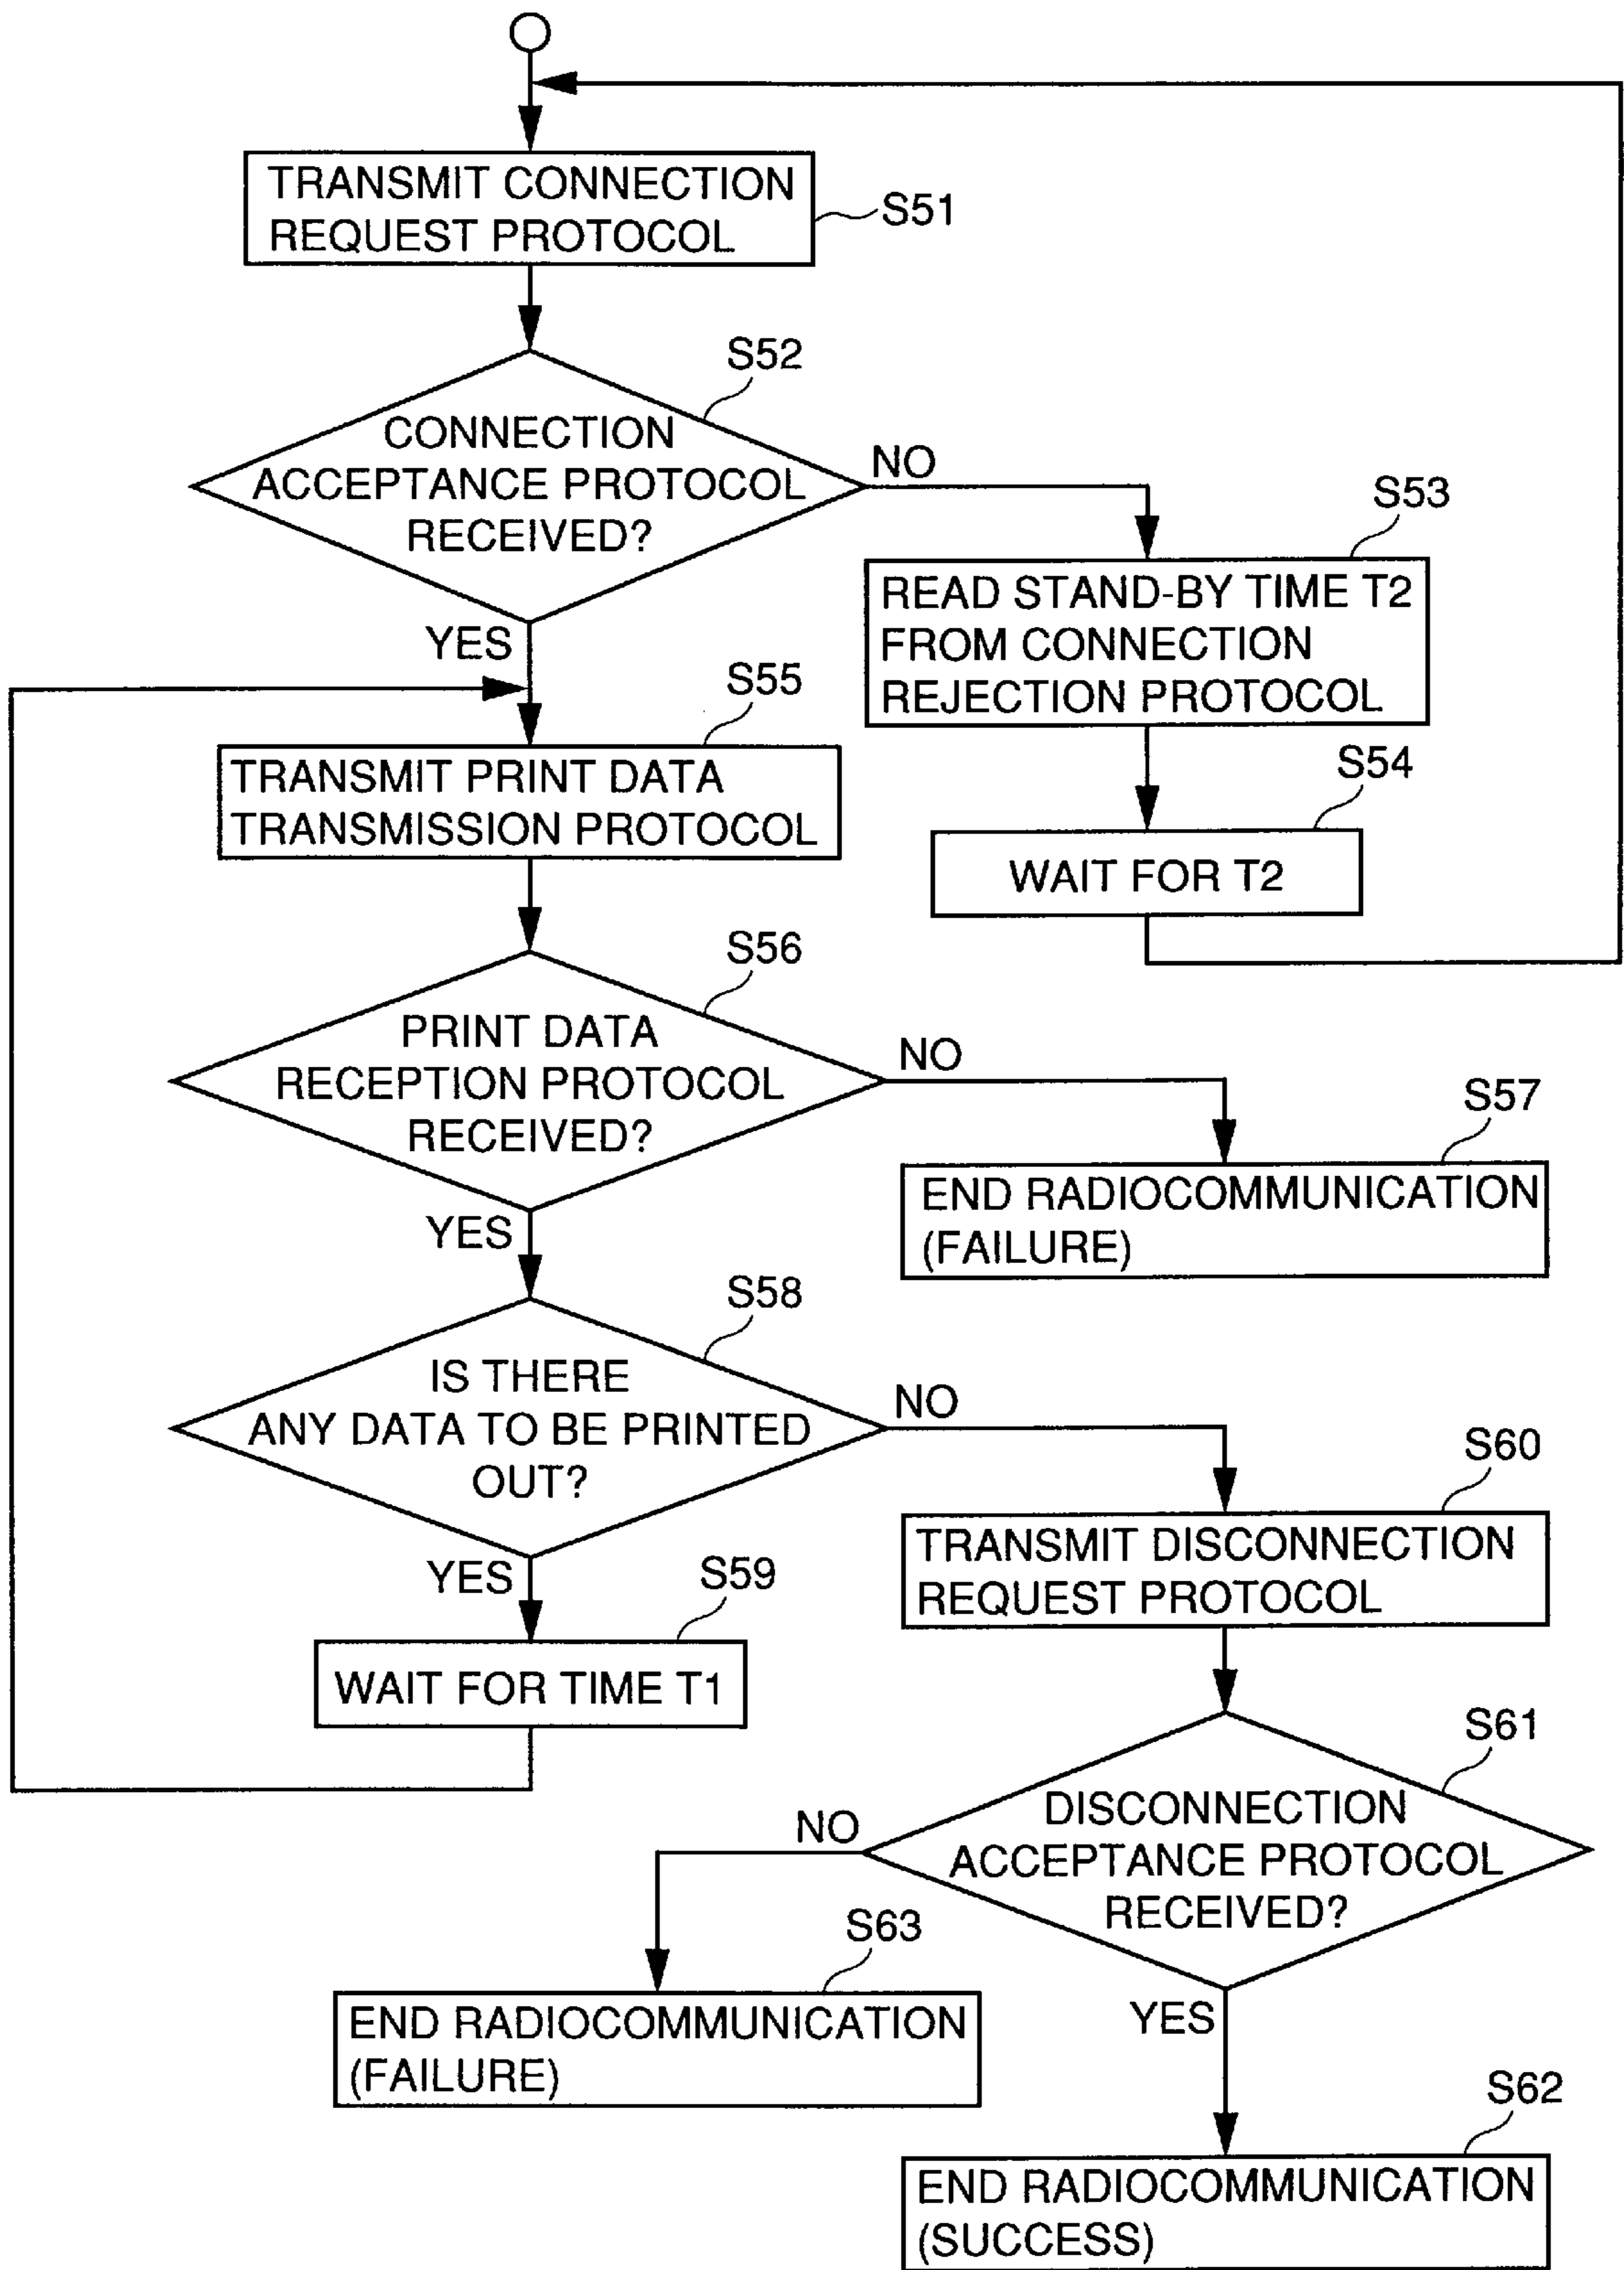 TRANSMIT CONNECTION
REQUEST PROTOCOL
S51
S52
CONNECTION
ACCEPTANCE PROTOCOL
RECEIVED?
NO
YES
S53
READ STAND-BY TIME T2
FROM CONNECTION
REJECTION PROTOCOL
S54
WAIT FOR T2
S55
TRANSMIT PRINT DATA
TRANSMISSION PROTOCOL
S56
PRINT DATA
RECEPTION PROTOCOL
RECEIVED?
NO
YES
S57
END RADIOCOMMUNICATION
(FAILURE)
S58
IS THERE
ANY DATA TO BE PRINTED
OUT?
NO
YES
S59
WAIT FOR TIME T1
S60
TRANSMIT DISCONNECTION
REQUEST PROTOCOL
S61
DISCONNECTION
ACCEPTANCE PROTOCOL
RECEIVED?
NO
YES
S63
END RADIOCOMMUNICATION
(FAILURE)
S62
END RADIOCOMMUNICATION
(SUCCESS)